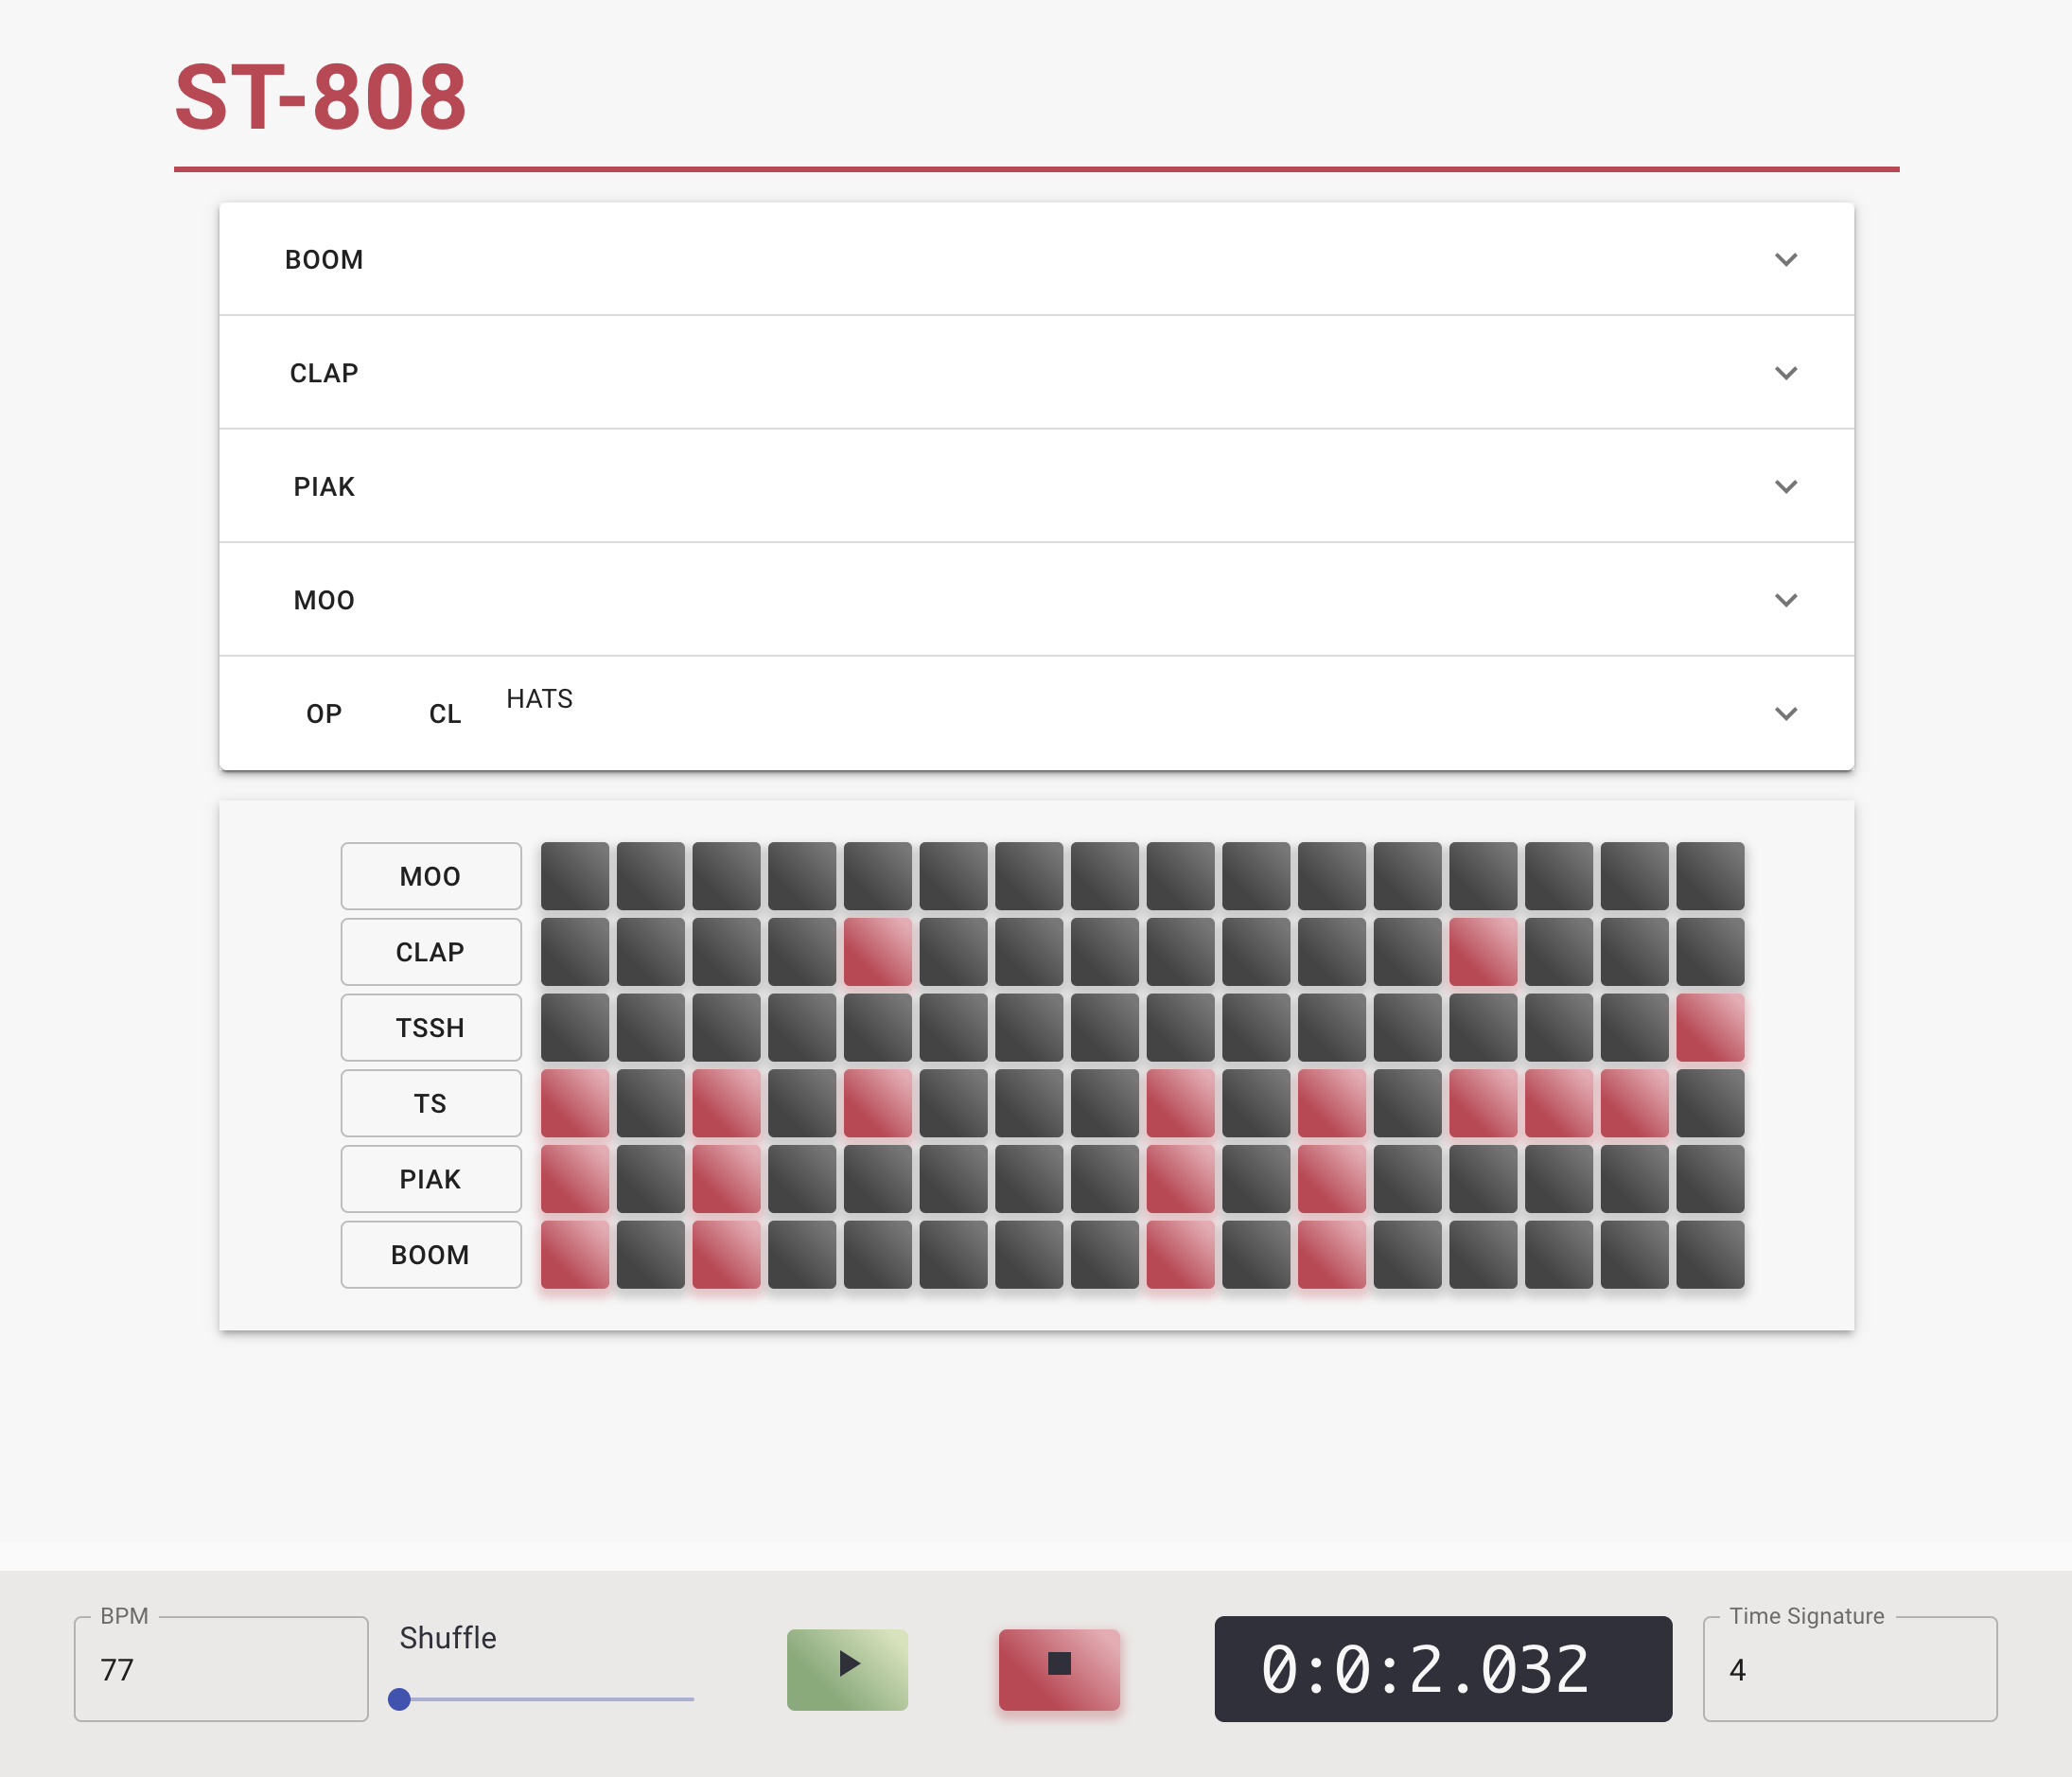 ST-808
BOOM
CLAP
PIAK
MOO
OP CL HATS
MOO
CLAP
TSSH
TS
PIAK
BOOM
BPM
77
Shuffle
0:0:2.032
Time Signature
4